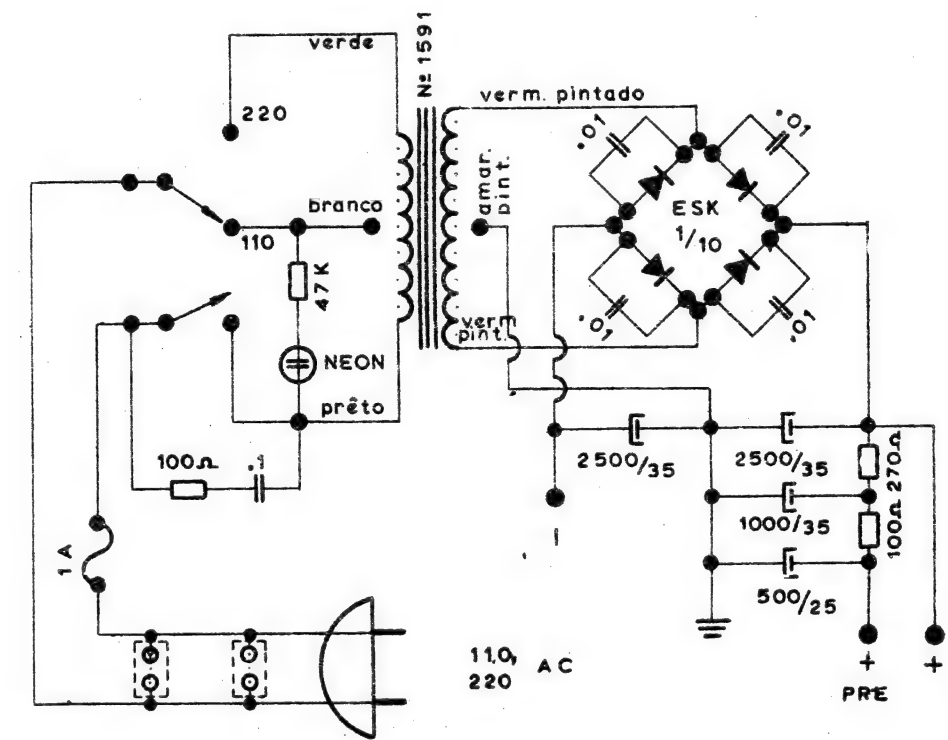 verde
Nº 1591
220
verm. pintado
.01
.01
branco
amar.
pint.
ESK
1/10
110
47K
.01
.01
verm
pint.
NEON
prêto
100Ω
.1
2500/35
2500/35
270Ω
1000/35
100Ω
1A
500/25
-
110,
220
AC
+
+
PRE